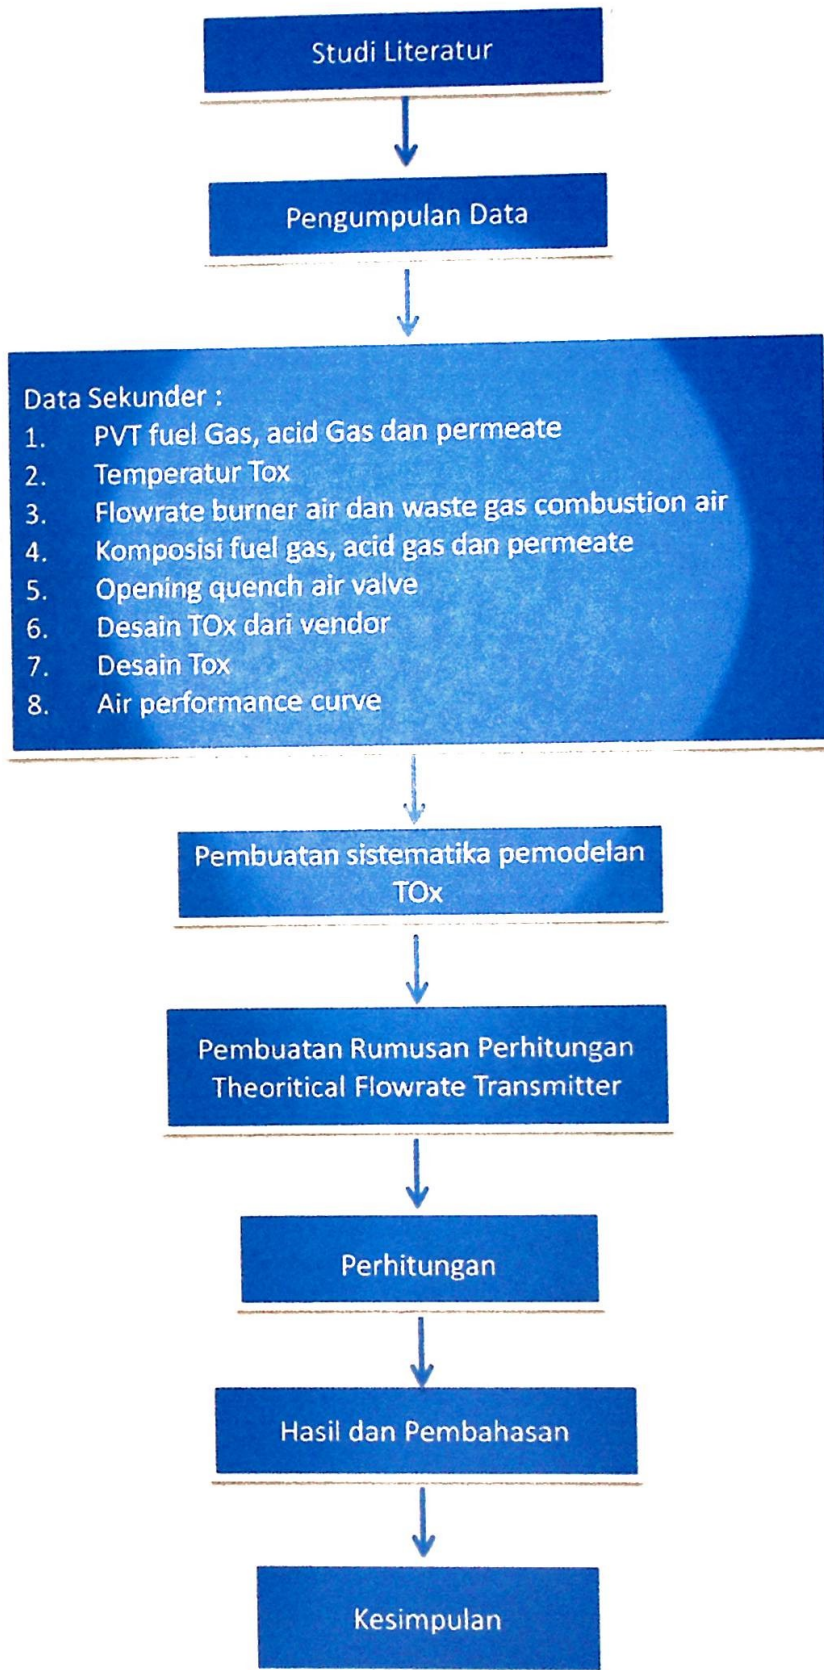 Studi Literatur
Pengumpulan Data
Data Sekunder :
1. PVT fuel Gas, acid Gas dan permeate
2. Temperatur Tox
3. Flowrate burner air dan waste gas combustion air
4. Komposisi fuel gas, acid gas dan permeate
5. Opening quench air valve
6. Desain TOx dari vendor
7. Desain Tox
8. Air performance curve
Pembuatan sistematika pemodelan
TOx
Pembuatan Rumusan Perhitungan
Theoritical Flowrate Transmitter
Perhitungan
Hasil dan Pembahasan
Kesimpulan